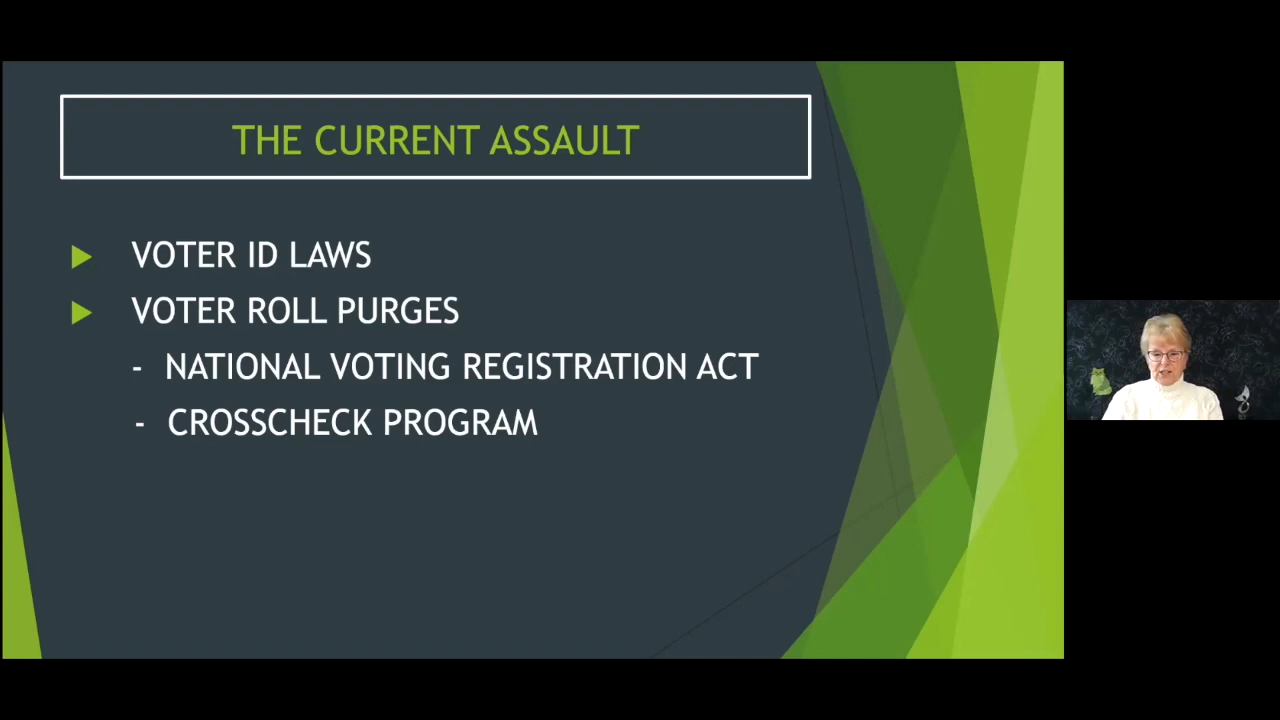 THE CURRENT ASSAULT
VOTER ID LAWS
VOTER ROLL PURGES
- NATIONAL VOTING REGISTRATION ACT
- CROSSCHECK PROGRAM